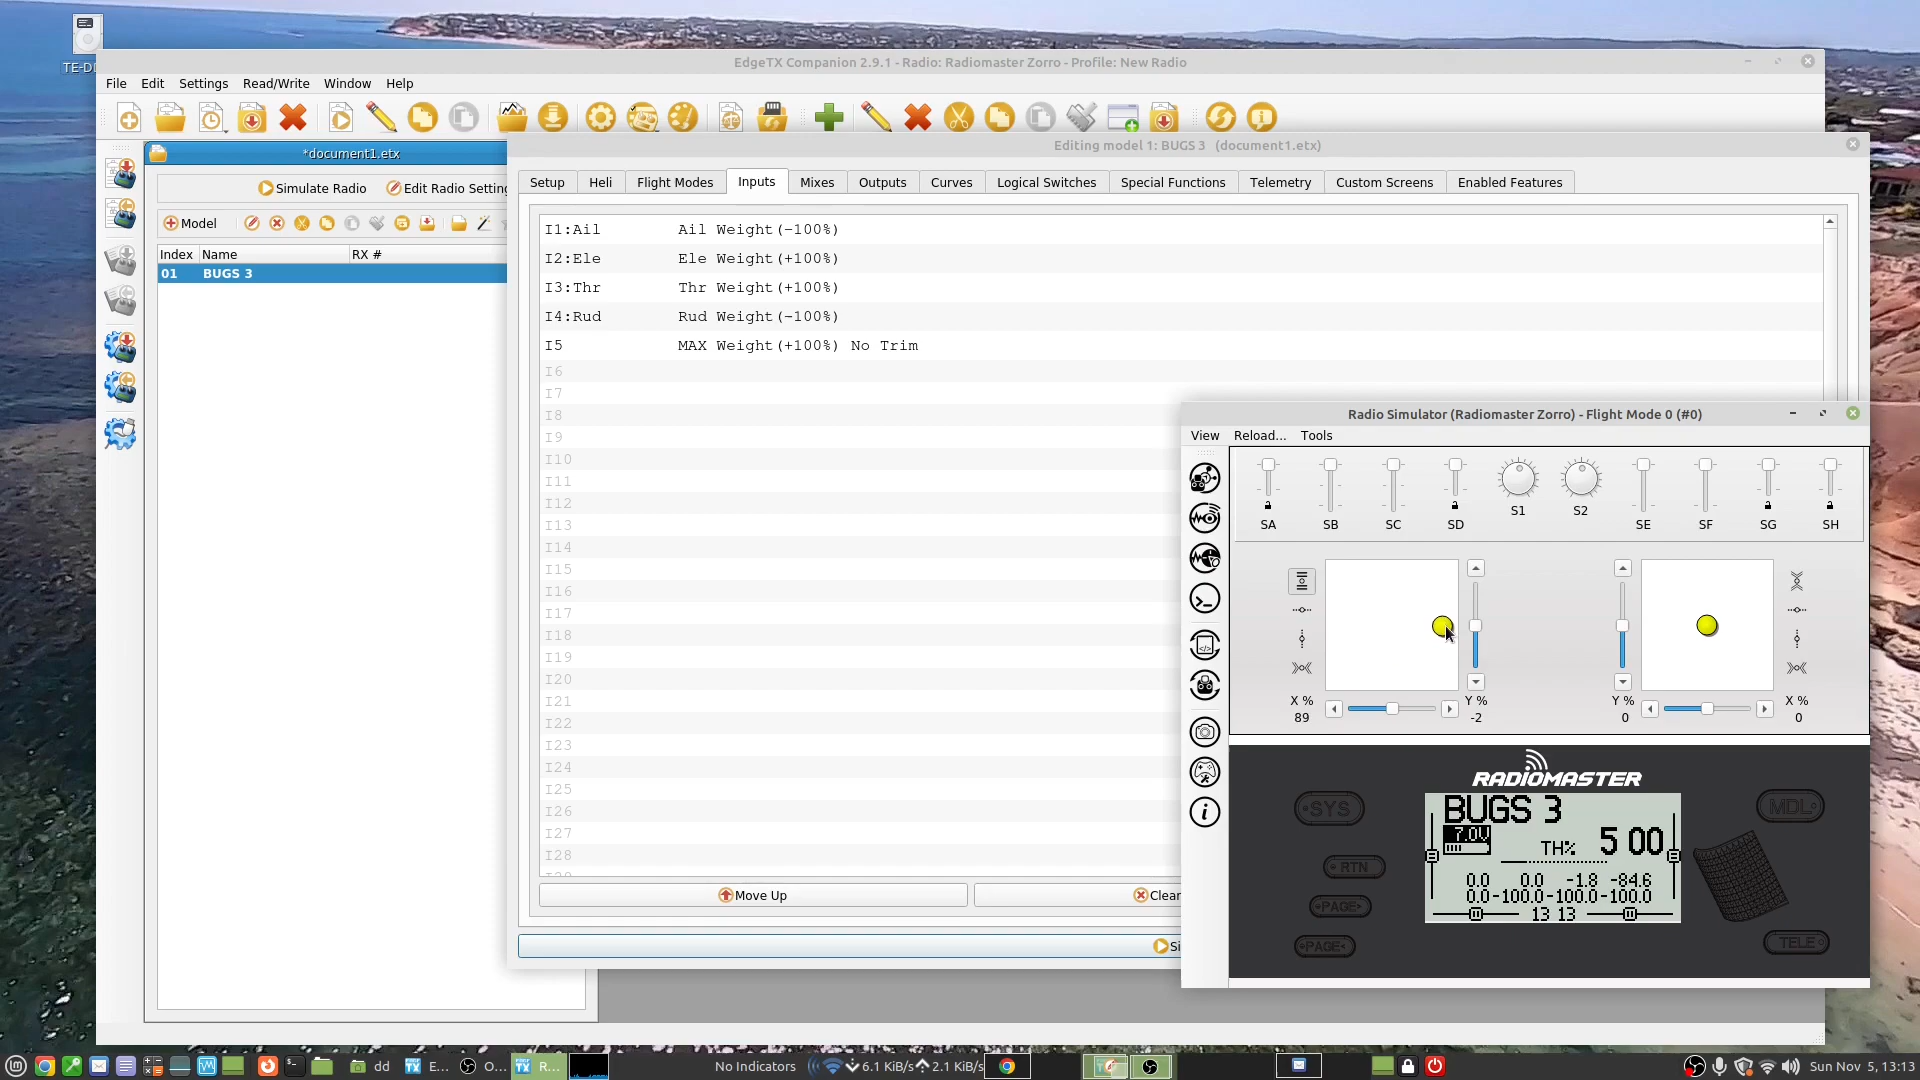 TE-D
EdgeTX Companion 2.9.1 - Radio: Radiomaster Zorro - Profile: New Radio
File Edit Settings Read/Write Window Help
*document1.etx
Editing model 1: BUGS 3 (document1.etx)
Simulate Radio Edit Radio Setting
Setup Heli Flight Modes Inputs Mixes Outputs Curves Logical Switches Special Functions Telemetry Custom Screens Enabled Features
Model
Index Name RX #
01 BUGS 3
I1:Ail Ail Weight(-100%)
I2:Ele Ele Weight(+100%)
I3:Thr Thr Weight(+100%)
I4:Rud Rud Weight(-100%)
I5 MAX Weight(+100%) No Trim
I6
I7
I8
I9
I10
I11
I12
I13
I14
I15
I16
I17
I18
I19
I20
I21
I22
I23
I24
I25
I26
I27
I28
Move Up Clear
Si
Radio Simulator (Radiomaster Zorro) - Flight Mode 0 (#0)
View Reload... Tools
S1 S2
SA SB SC SD SE SF SG SH
X % Y % Y % X %
89 -2 0 0
RADIOMASTER
SYS MDL
RTN
PAGE
PAGE
TELE
BUGS 3
7.0V
TH% 5 00
0.0 0.0 -1.8 -84.6
0.0 -100.0 -100.0 -100.0
13 13
dd E... O... R... No Indicators 6.1 KiB/s 2.1 KiB/s Sun Nov 5, 13:13